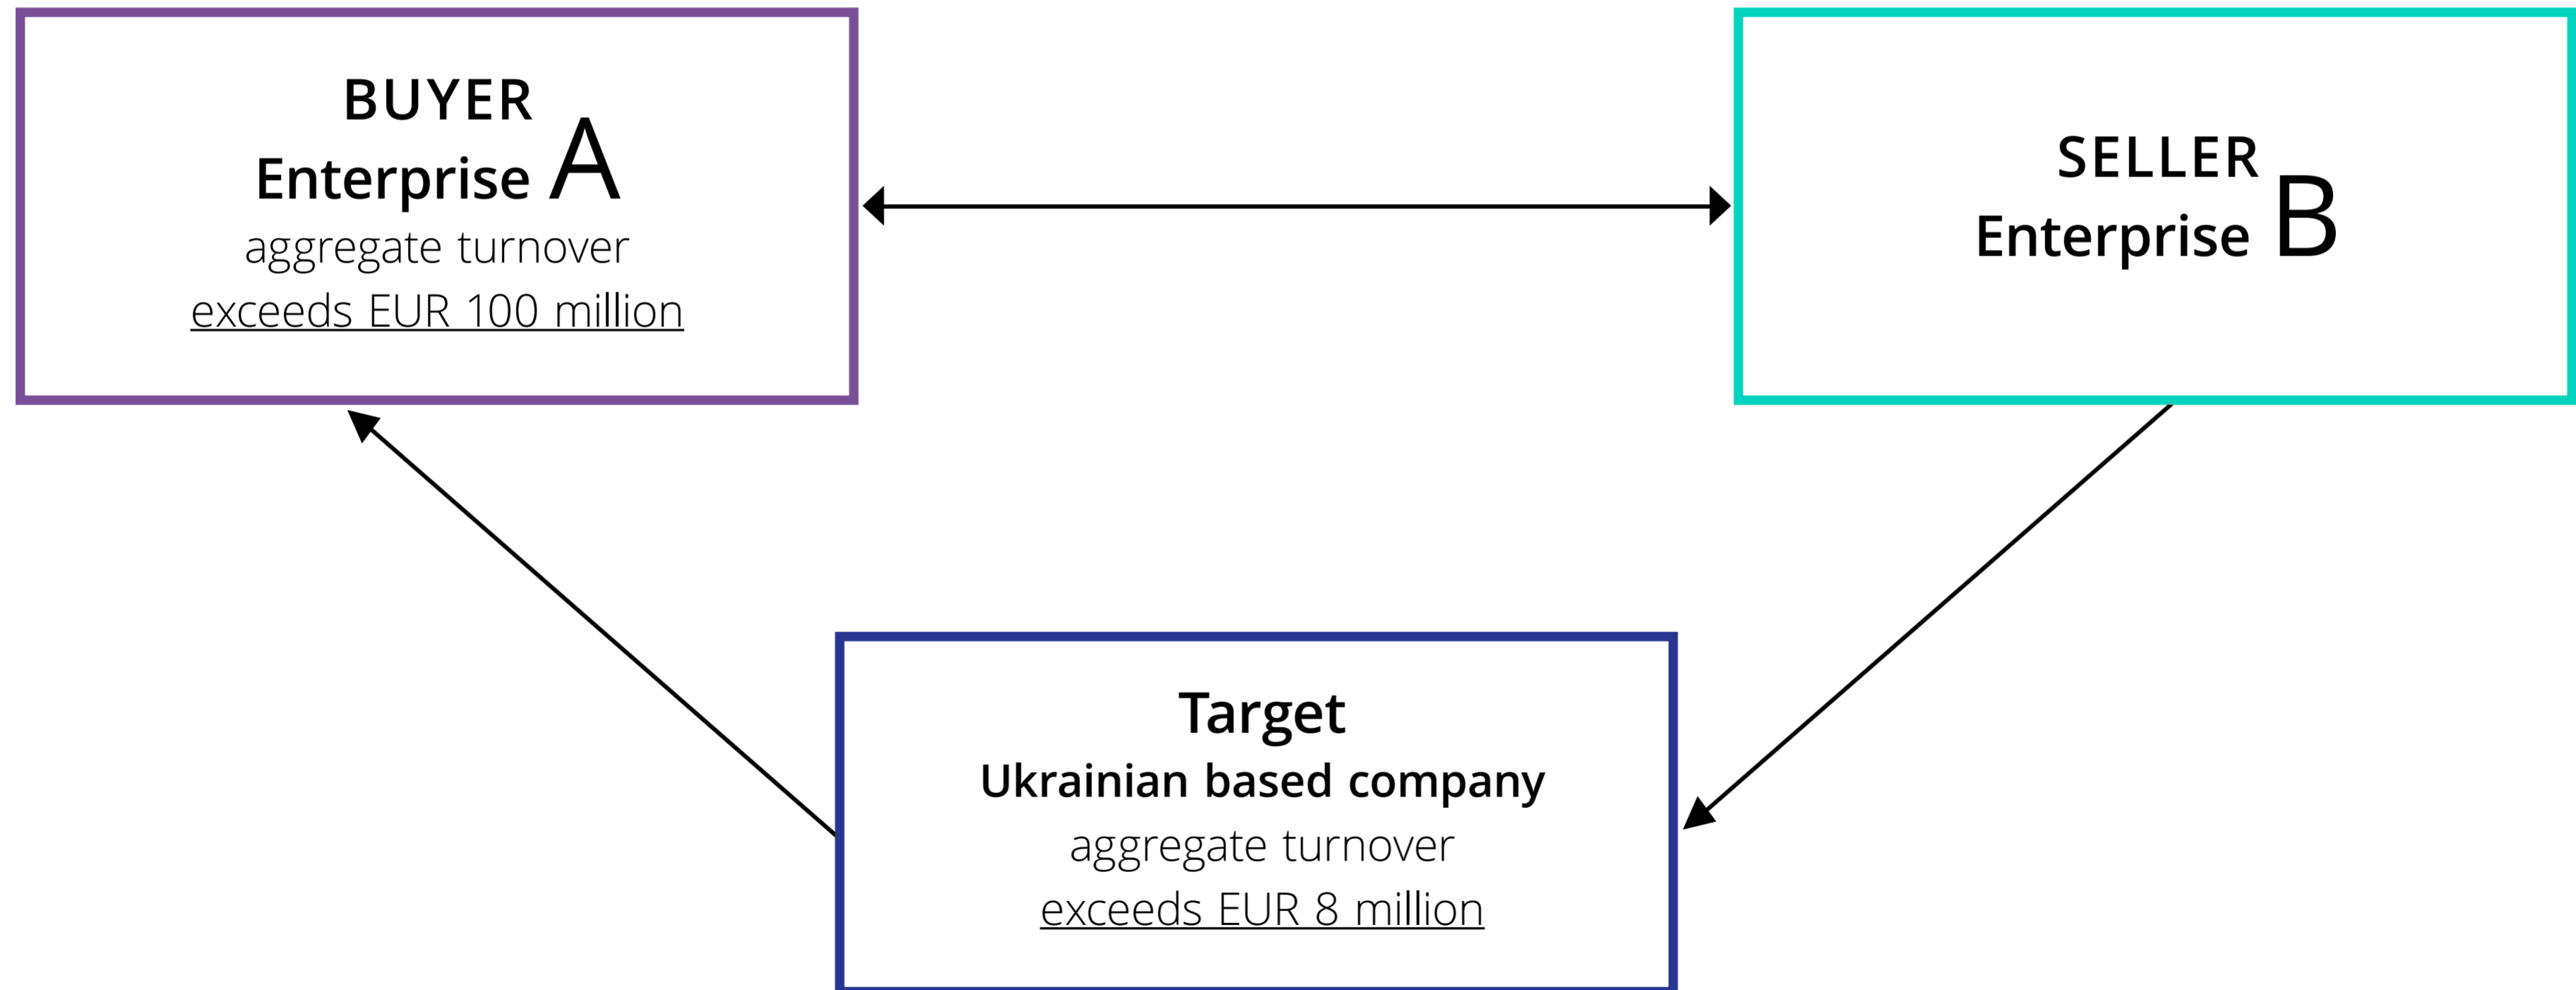 BUYER
Enterprise A
aggregate turnover
exceeds EUR 100 million
SELLER
Enterprise B
Target
Ukrainian based company
aggregate turnover
exceeds EUR 8 million